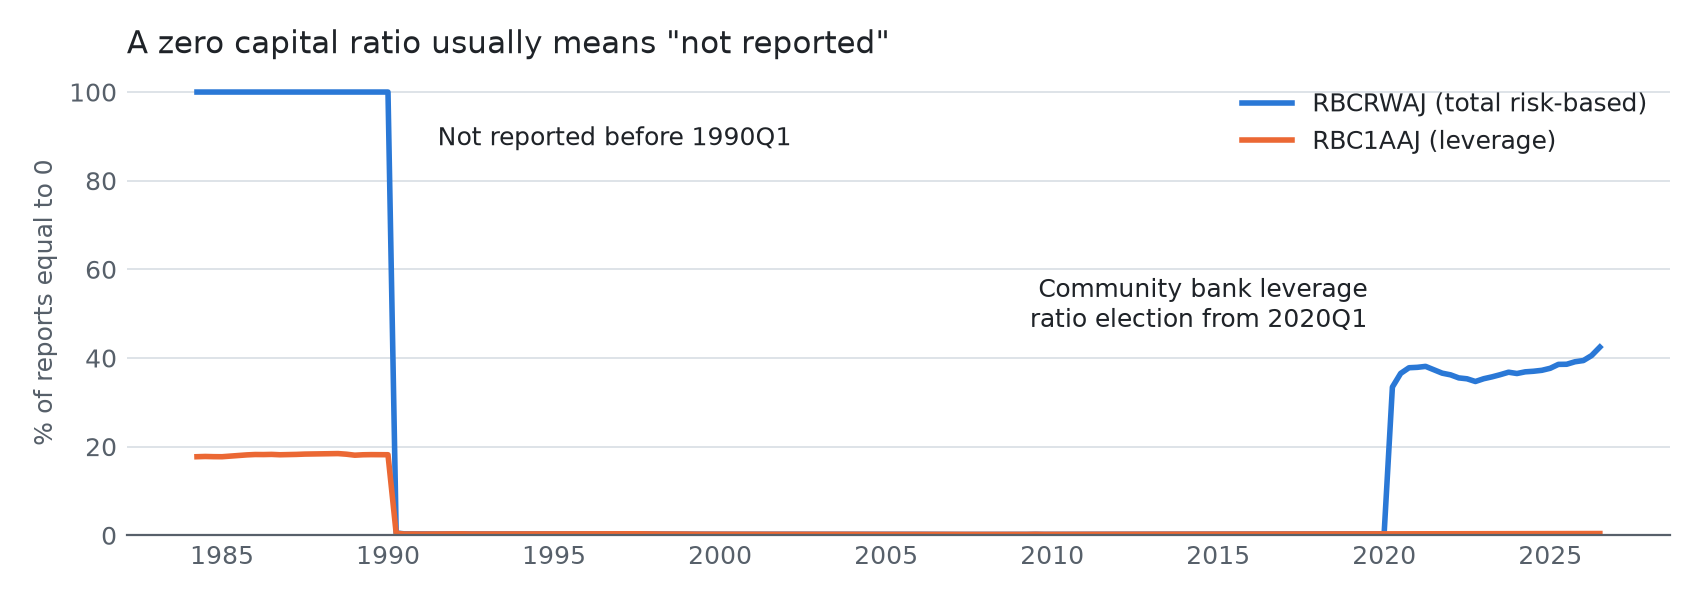 A zero capital ratio usually means "not reported"
RBCRWAJ (total risk-based)
RBC1AAJ (leverage)
Not reported before 1990Q1
Community bank leverage
ratio election from 2020Q1
% of reports equal to 0
100
80
60
40
20
0
1985 1990 1995 2000 2005 2010 2015 2020 2025